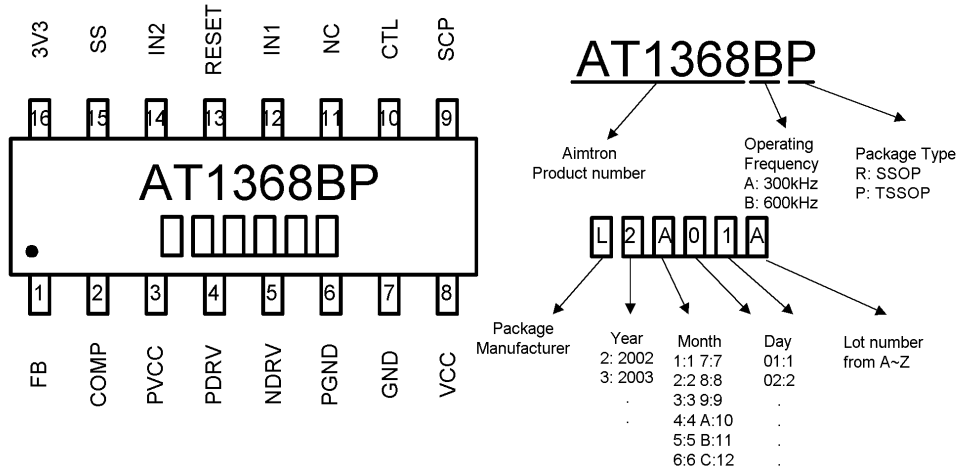 3V3 SS IN2 RESET IN1 NC CTL SCP
16 15 14 13 12 11 10 9
AT1368BP
1 2 3 4 5 6 7 8
FB COMP PVCC PDRV NDRV PGND GND VCC
AT1368BP
Aimtron
Product number
Operating
Frequency
A: 300kHz
B: 600kHz
Package Type
R: SSOP
P: TSSOP
L 2 A 0 1 A
Package
Manufacturer
Year
2: 2002
3: 2003
.
.
Month
1:1 7:7
2:2 8:8
3:3 9:9
4:4 A:10
5:5 B:11
6:6 C:12
Day
01:1
02:2
.
.
.
Lot number
from A~Z